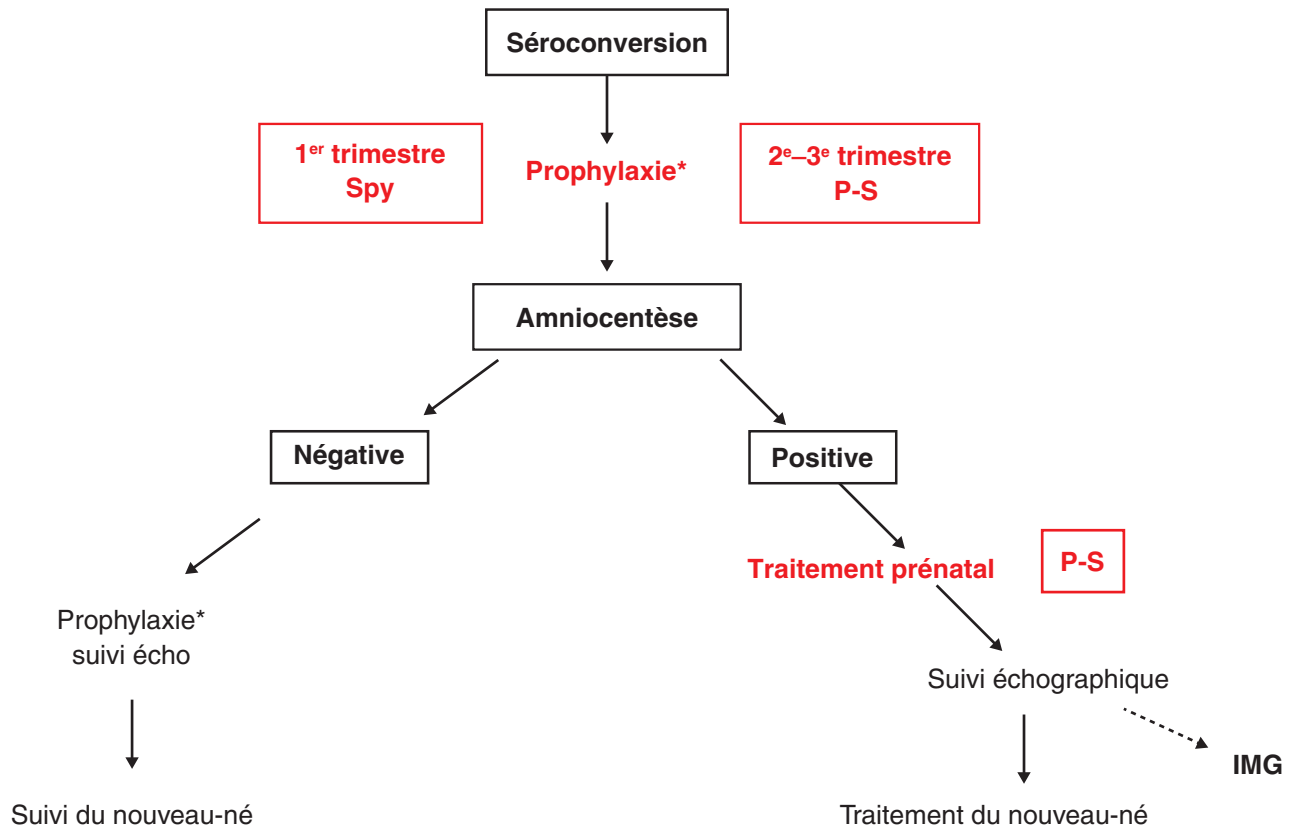 Séroconversion
1er trimestre
Spy
Prophylaxie*
2e–3e trimestre
P-S
Amniocentèse
Négative
Positive
Traitement prénatal
P-S
Prophylaxie*
suivi écho
Suivi échographique
IMG
Suivi du nouveau-né
Traitement du nouveau-né